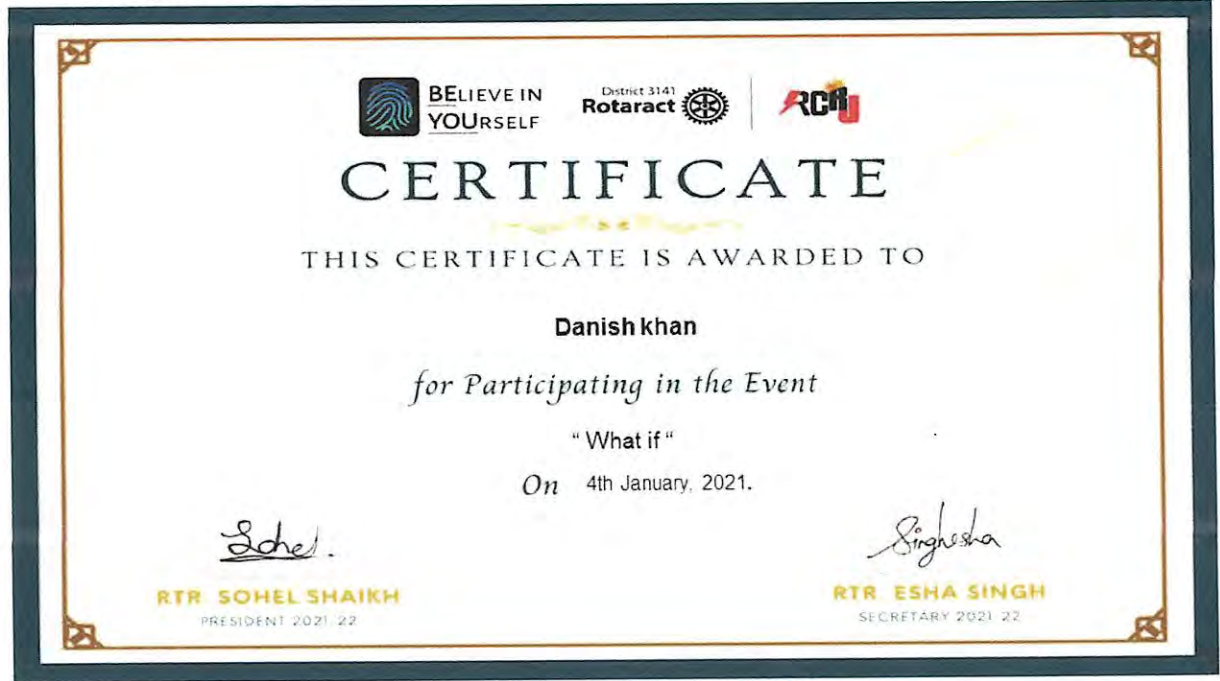 BELIEVE IN
YOURSELF
District 3141
Rotaract
RCRJ
CERTIFICATE
THIS CERTIFICATE IS AWARDED TO
Danish khan
for Participating in the Event
“ What if “
On 4th January, 2021.
Sohel.
Singhesha
RTR SOHEL SHAIKH
PRESIDENT 2021 22
RTR ESHA SINGH
SECRETARY 2021 22